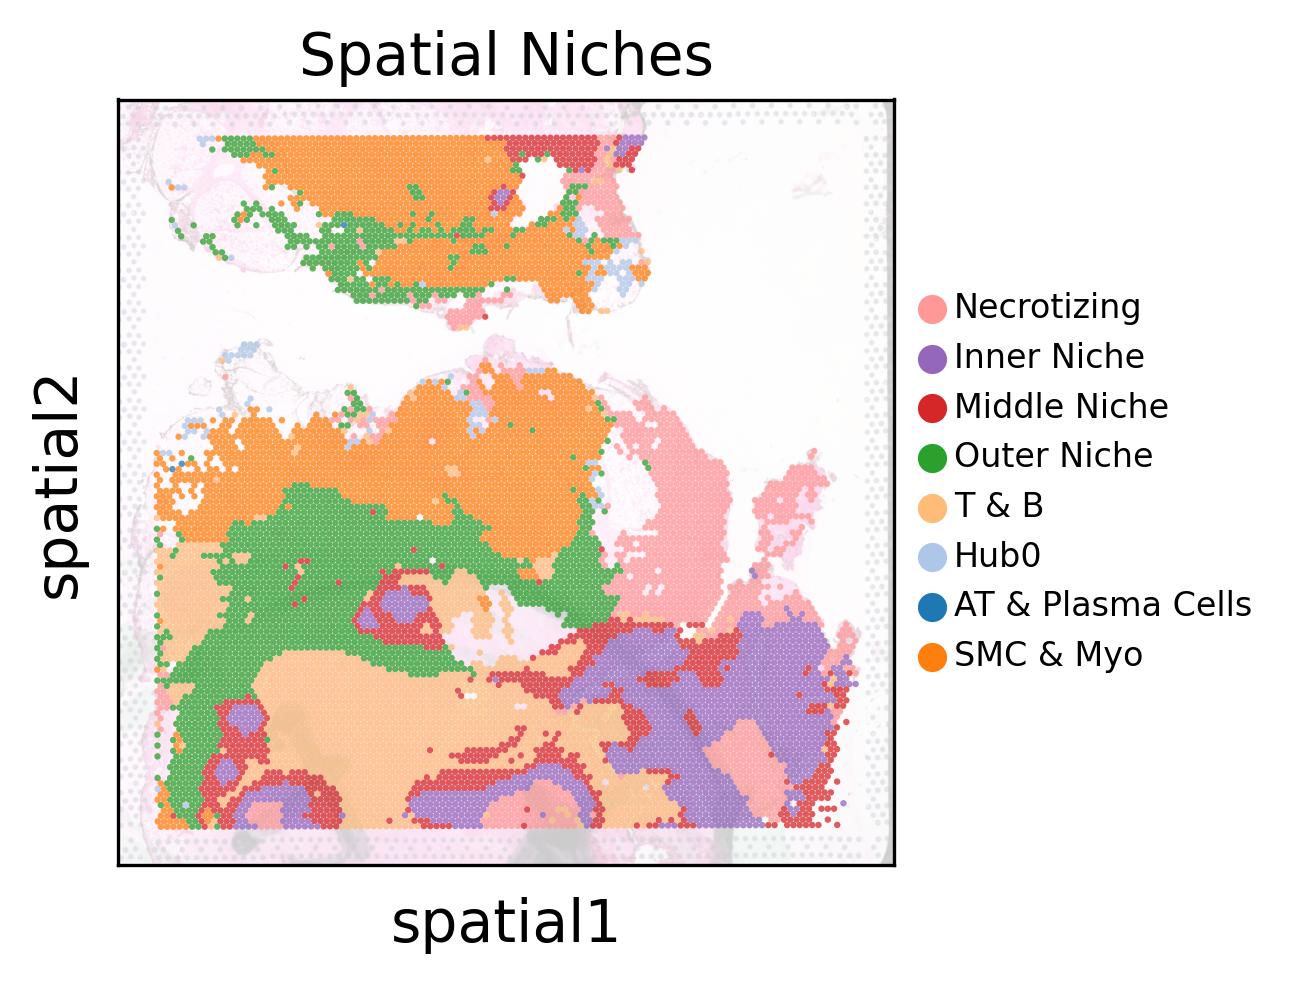 Spatial Niches
spatial2
spatial1
Necrotizing
Inner Niche
Middle Niche
Outer Niche
T & B
Hub0
AT & Plasma Cells
SMC & Myo